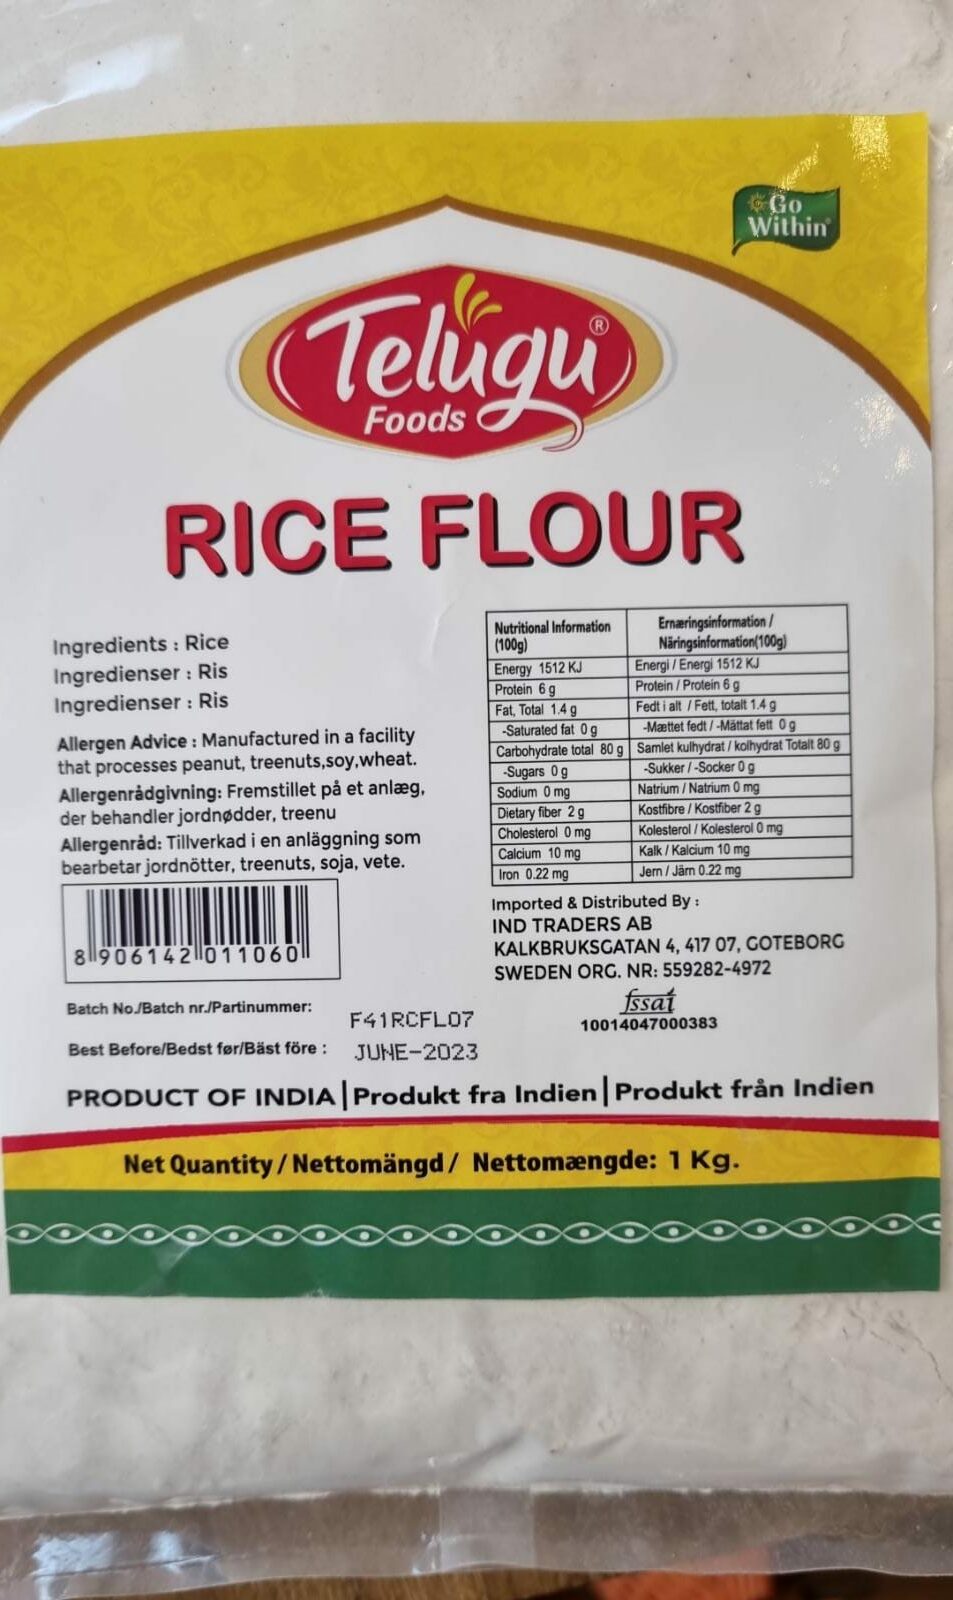 Go
Within®
Telugu®
Foods
RICE FLOUR
Ingredients : Rice
Ingredienser : Ris
Ingredienser : Ris
Allergen Advice : Manufactured in a facility
that processes peanut, treenuts,soy,wheat.
Allergenrådgivning: Fremstillet på et anlæg,
der behandler jordnødder, treenu
Allergenråd: Tillverkad i en anläggning som
bearbetar jordnötter, treenuts, soja, vete.
8 906142 011060
Nutritional Information
(100g)
Ernæringsinformation /
Näringsinformation(100g)
Energy 1512 KJ
Energi / Energi 1512 KJ
Protein 6 g
Protein / Protein 6 g
Fat, Total 1.4 g
Fedt i alt / Fett, totalt 1.4 g
-Saturated fat 0 g
-Mættet fedt / -Mättat fett 0 g
Carbohydrate total 80 g
Samlet kulhydrat / kolhydrat Totalt 80 g
-Sugars 0 g
-Sukker / -Socker 0 g
Sodium 0 mg
Natrium / Natrium 0 mg
Dietary fiber 2 g
Kostfibre / Kostfiber 2 g
Cholesterol 0 mg
Kolesterol / Kolesterol 0 mg
Calcium 10 mg
Kalk / Kalcium 10 mg
Iron 0.22 mg
Jern / Järn 0.22 mg
Imported & Distributed By :
IND TRADERS AB
KALKBRUKSGATAN 4, 417 07, GOTEBORG
SWEDEN ORG. NR: 559282-4972
fssai
10014047000383
Batch No./Batch nr./Partinummer:
F41RCFL07
Best Before/Bedst før/Bäst före :
JUNE-2023
PRODUCT OF INDIA | Produkt fra Indien | Produkt från Indien
Net Quantity / Nettomängd / Nettomængde: 1 Kg.